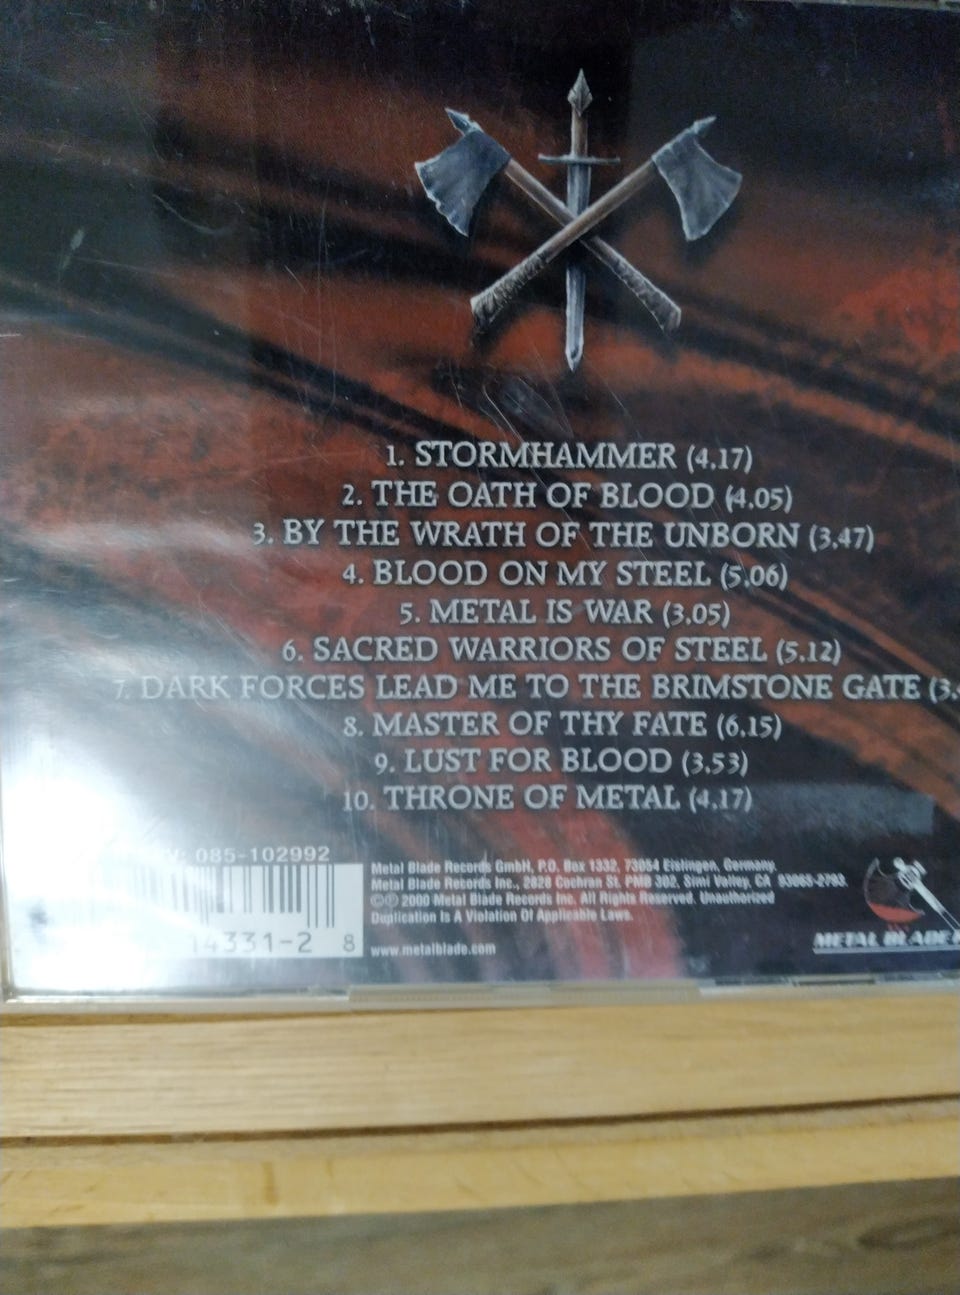 1. STORMHAMMER (4.17)
2. THE OATH OF BLOOD (4.05)
3. BY THE WRATH OF THE UNBORN (3.47)
4. BLOOD ON MY STEEL (5.06)
5. METAL IS WAR (3.05)
6. SACRED WARRIORS OF STEEL (5.12)
7. DARK FORCES LEAD ME TO THE BRIMSTONE GATE (3.
8. MASTER OF THY FATE (6.15)
9. LUST FOR BLOOD (3.53)
10. THRONE OF METAL (4.17)
085-102992
14331-2 8
Metal Blade Records GmbH, P.O. Box 1332, 73054 Eislingen, Germany.
Metal Blade Records Inc., 2828 Cochran St. PMB 302, Simi Valley, CA 93065-2793.
©℗ 2000 Metal Blade Records Inc. All Rights Reserved. Unauthorized
Duplication Is A Violation Of Applicable Laws.
www.metalblade.com
METAL BLADE